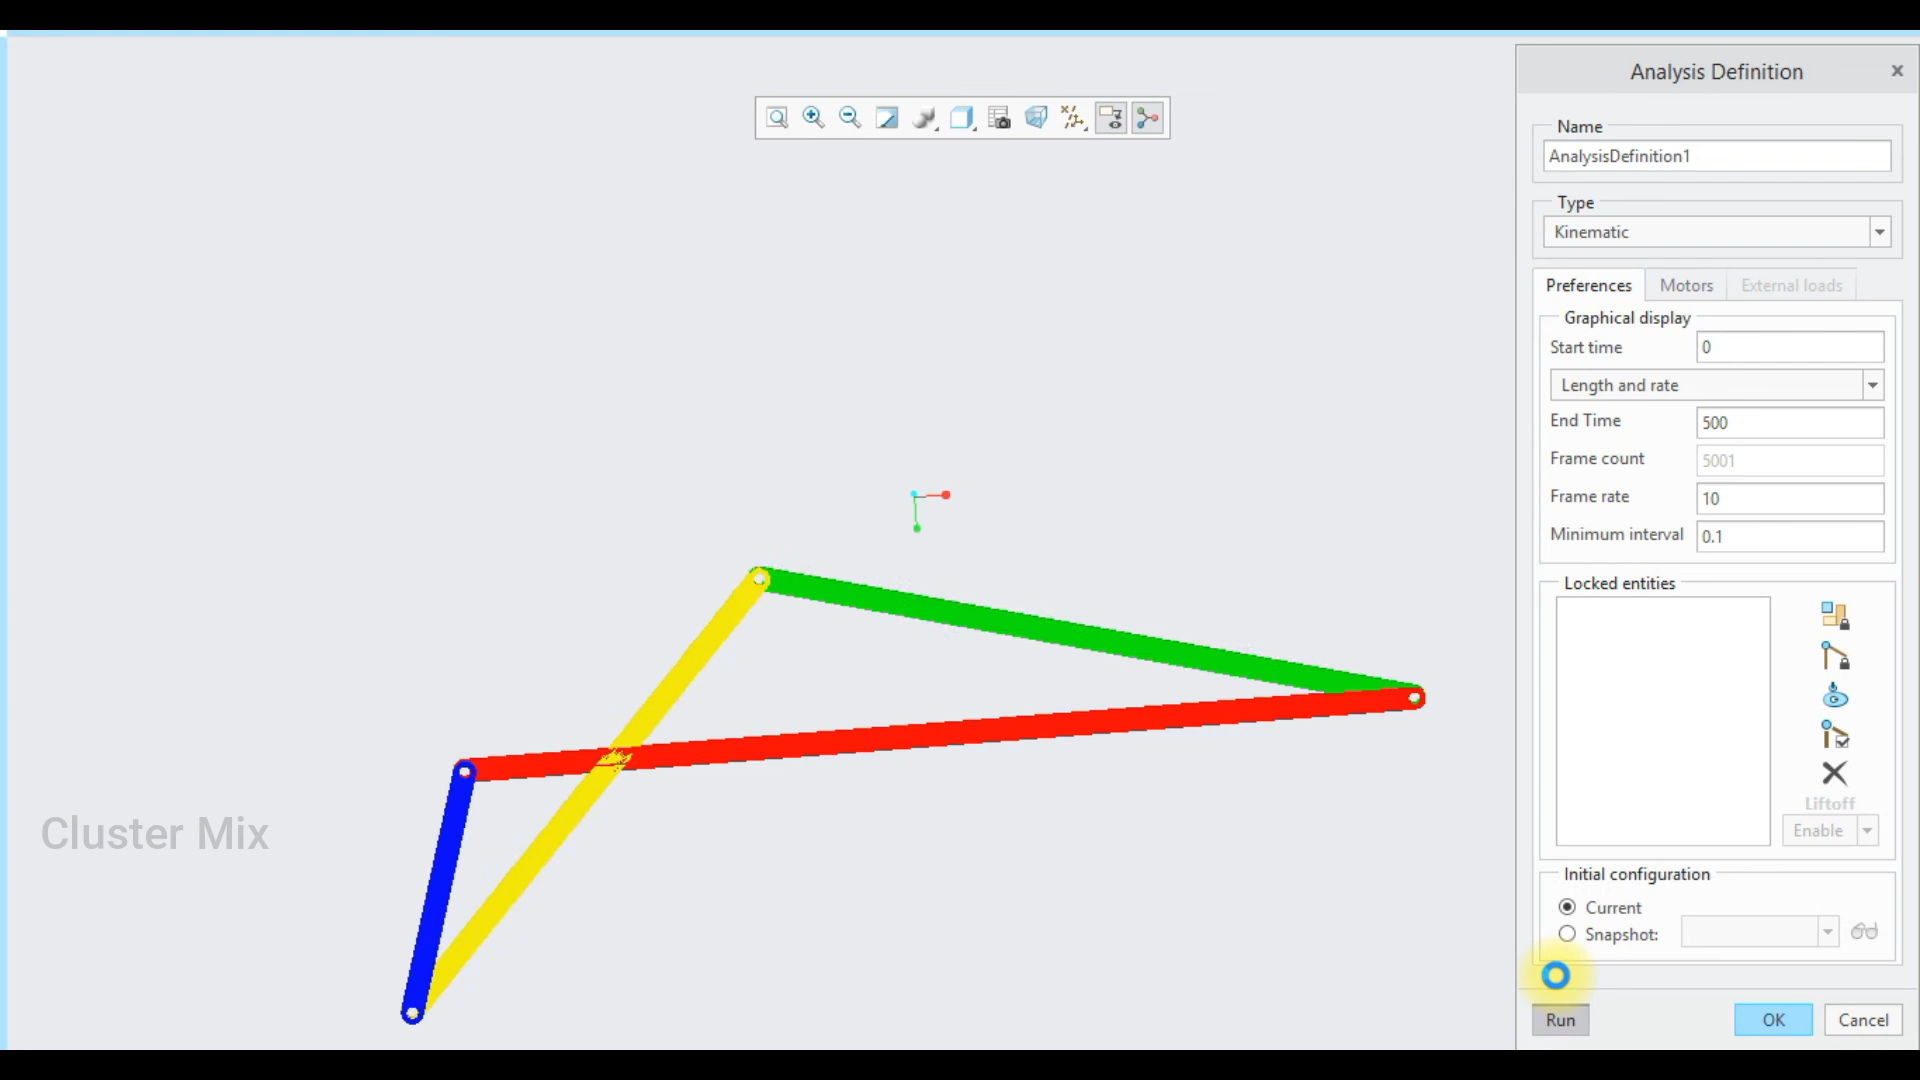 Analysis Definition
Name
AnalysisDefinition1
Type
Kinematic
Preferences Motors External loads
Graphical display
Start time 0
Length and rate
End Time 500
Frame count 5001
Frame rate 10
Minimum interval 0.1
Locked entities
Liftoff
Enable
Initial configuration
Current
Snapshot:
Run OK Cancel
Cluster Mix